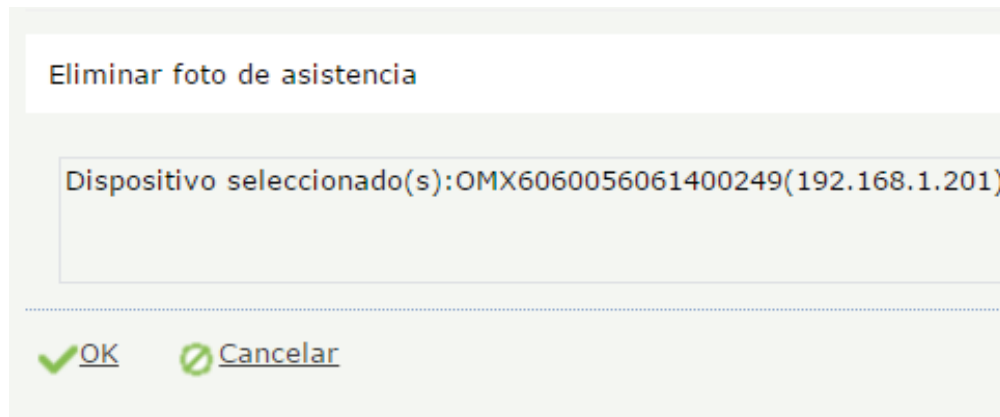 Eliminar foto de asistencia
Dispositivo seleccionado(s):OMX6060056061400249(192.168.1.201)
OK
Cancelar